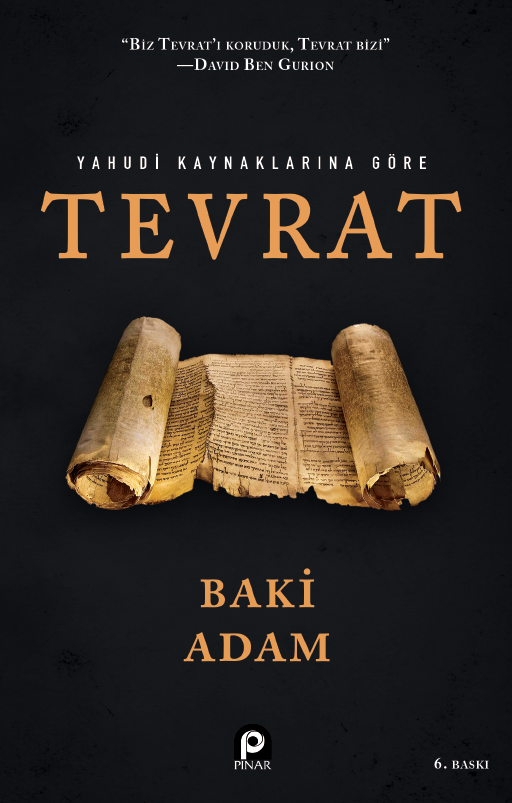 “Biz Tevrat’ı koruduk, Tevrat bizi”
—David Ben Gurion
YAHUDİ KAYNAKLARINA GÖRE
TEVRAT
BAKİ
ADAM
PINAR
6. BASKI